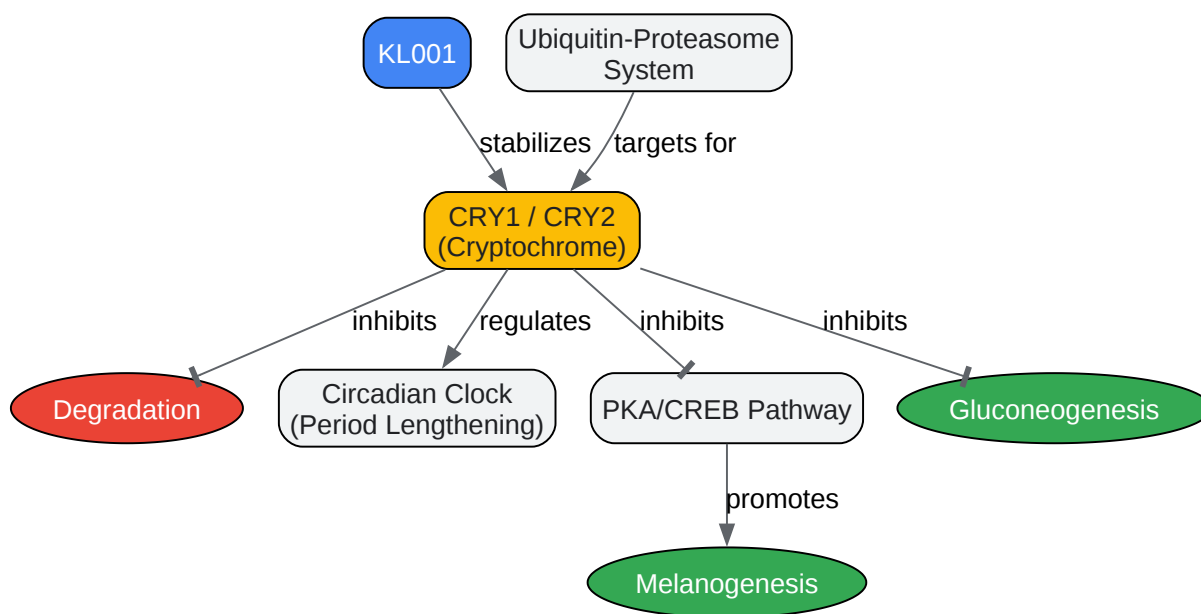 KL001
Ubiquitin-Proteasome
System
stabilizes
targets for
CRY1 / CRY2
(Cryptochrome)
inhibits
regulates
inhibits
inhibits
Degradation
Circadian Clock
(Period Lengthening)
PKA/CREB Pathway
Gluconeogenesis
promotes
Melanogenesis